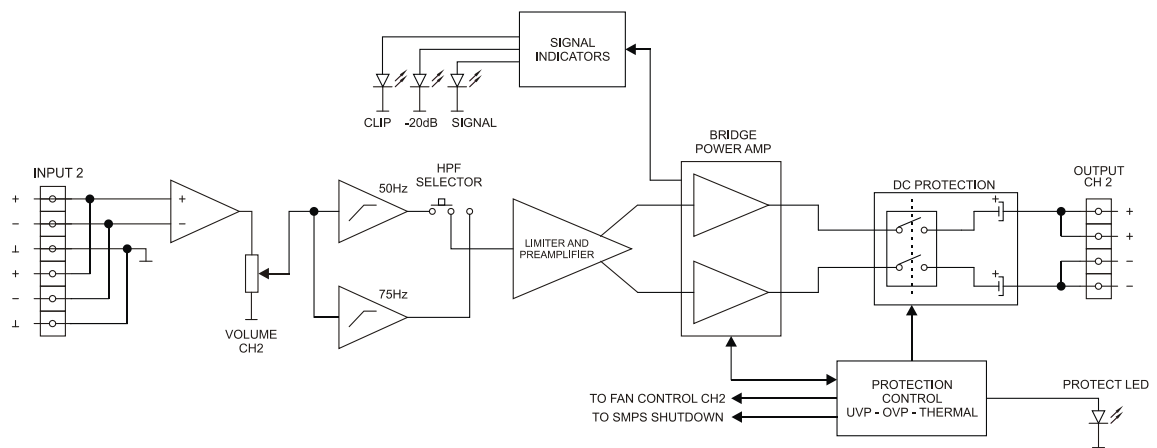 SIGNAL
INDICATORS
CLIP -20dB SIGNAL
BRIDGE
POWER AMP
INPUT 2
+
−
⊥
+
−
⊥
+
−
VOLUME
CH2
50Hz
75Hz
HPF
SELECTOR
LIMITER AND
PREAMPLIFIER
DC PROTECTION
+
+
OUTPUT
CH 2
+
+
−
−
TO FAN CONTROL CH2
TO SMPS SHUTDOWN
PROTECTION
CONTROL
UVP - OVP - THERMAL
PROTECT LED